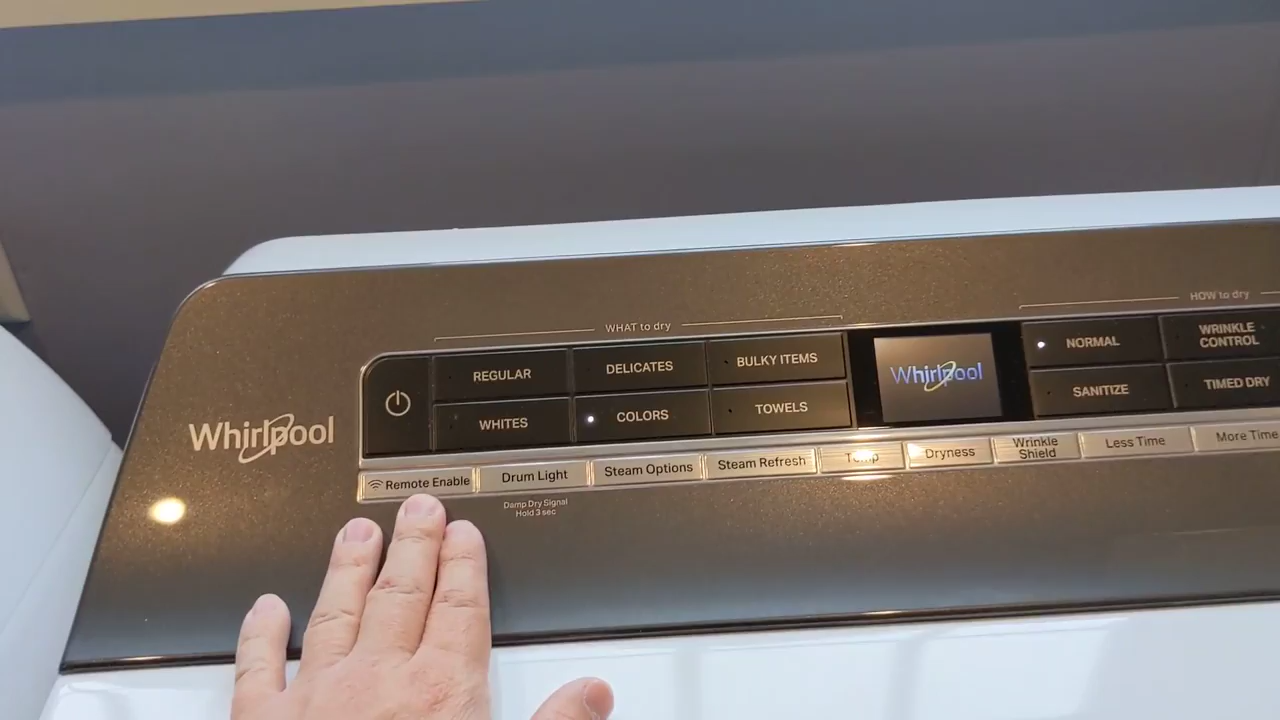 HOW to dry
WHAT to dry
NORMAL
WRINKLE
CONTROL
REGULAR
DELICATES
BULKY ITEMS
Whirlpool
SANITIZE
TIMED DRY
WHITES
COLORS
TOWELS
Whirlpool
Remote Enable
Drum Light
Steam Options
Steam Refresh
Temp
Dryness
Wrinkle
Shield
Less Time
More Time
Damp Dry Signal
Hold 3 sec